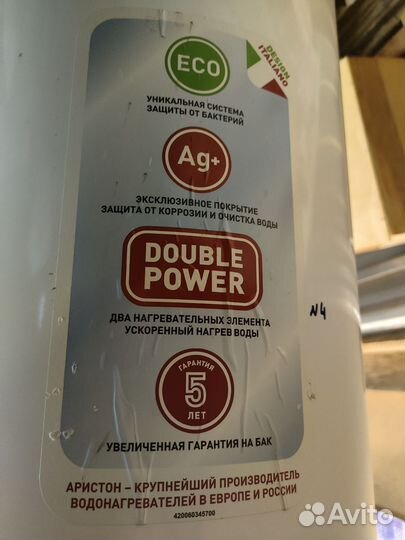 ECO
DESIGN
ITALIANO
УНИКАЛЬНАЯ СИСТЕМА
ЗАЩИТЫ ОТ БАКТЕРИЙ
Ag+
ЭКСКЛЮЗИВНОЕ ПОКРЫТИЕ
ЗАЩИТА ОТ КОРРОЗИИ И ОЧИСТКА ВОДЫ
DOUBLE
POWER
ДВА НАГРЕВАТЕЛЬНЫХ ЭЛЕМЕНТА
УСКОРЕННЫЙ НАГРЕВ ВОДЫ
N4
ГАРАНТИЯ
5
ЛЕТ
УВЕЛИЧЕННАЯ ГАРАНТИЯ НА БАК
АРИСТОН – КРУПНЕЙШИЙ ПРОИЗВОДИТЕЛЬ
ВОДОНАГРЕВАТЕЛЕЙ В ЕВРОПЕ И РОССИИ
420060345700
Avito